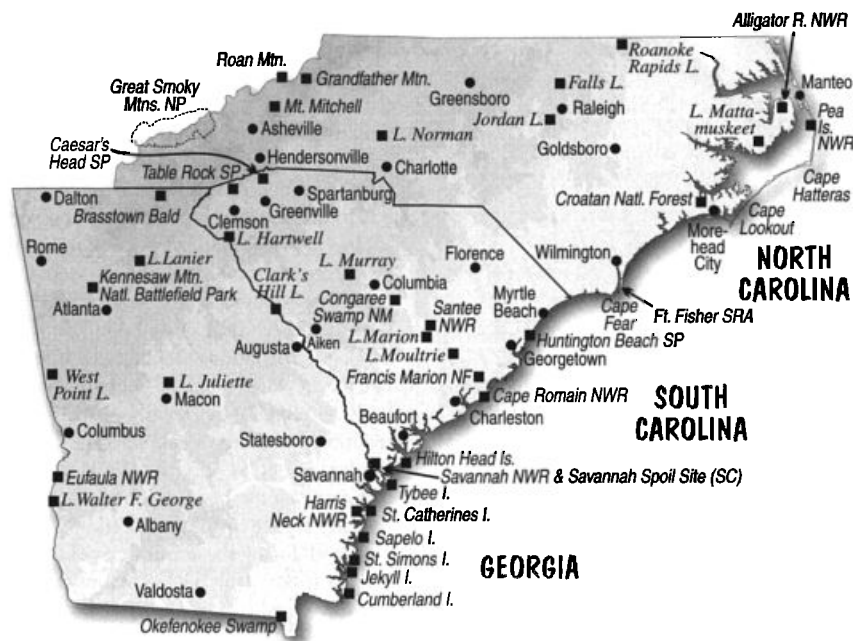 Alligator R. NWR
Roan Mtn.
Grandfather Mtn.
Roanoke
Rapids L.
Great Smoky
Mtns. NP
Mt. Mitchell
Greensboro
Falls L.
Manteo
Asheville
Jordan L.
Raleigh
L. Matta-
muskeet
Pea
Is.
NWR
Caesar's
Head SP
L. Norman
Hendersonville
Goldsboro
Table Rock SP
Charlotte
Cape
Hatteras
Dalton
Brasstown Bald
Spartanburg
Croatan Natl. Forest
Clemson
Greenville
Cape
Lookout
More-
head
City
L. Hartwell
Rome
L.Lanier
L. Murray
Florence
Wilmington
NORTH
CAROLINA
Kennesaw Mtn.
Natl. Battlefield Park
Clark's
Hill L.
Columbia
Atlanta
Congaree
Swamp NM
Santee
NWR
Myrtle
Beach
Cape
Fear
Ft. Fisher SRA
Aiken
L.Marion
Huntington Beach SP
Augusta
L.Moultrie
Georgetown
West
Point L.
L. Juliette
Francis Marion NF
Macon
Cape Romain NWR
SOUTH
CAROLINA
Charleston
Columbus
Statesboro
Beaufort
Hilton Head Is.
Eufaula NWR
Savannah
Savannah NWR & Savannah Spoil Site (SC)
Tybee I.
L.Walter F. George
Harris
Neck NWR
St. Catherines I.
Albany
Sapelo I.
St. Simons I.
GEORGIA
Jekyll I.
Valdosta
Cumberland I.
Okefenokee Swamp